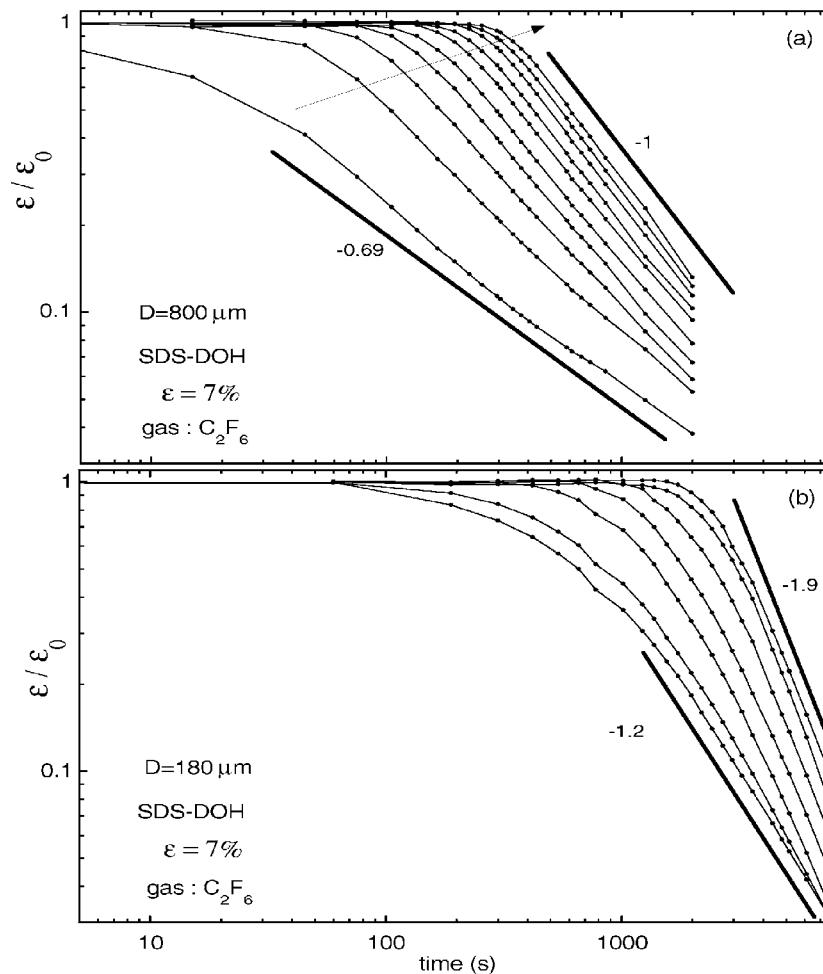 1
(a)
-1
ε / ε₀
-0.69
0.1
D=800 μm
SDS-DOH
ε = 7%
gas : C₂F₆
1
(b)
-1.9
ε / ε₀
-1.2
0.1
D=180 μm
SDS-DOH
ε = 7%
gas : C₂F₆
10 100 1000
time (s)